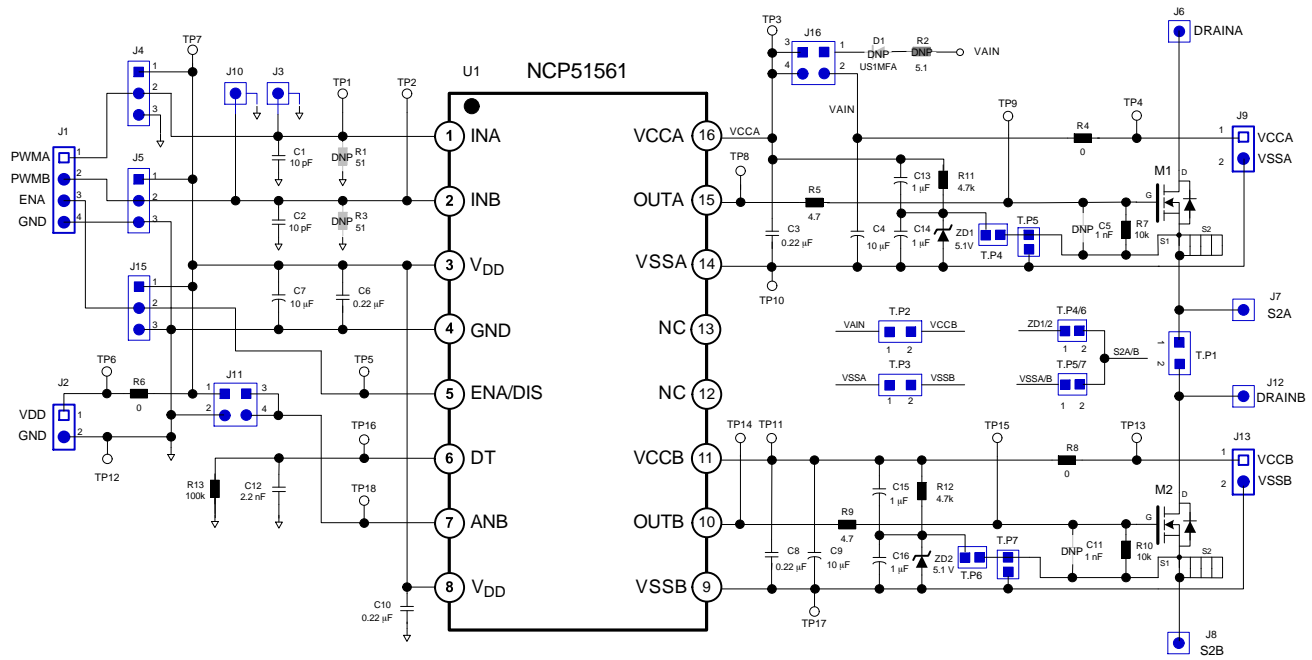 J6
DRAINA
TP3
J16
3
1
4
2
D1
DNP
US1MFA
R2
DNP
5.1
VAIN
VAIN
TP7
J4
1
2
3
J10
J3
TP1
TP2
U1
NCP51561
J1
PWMA
1
PWMB
2
ENA
3
GND
4
J5
1
2
3
C1
10 pF
DNP
R1
51
C2
10 pF
DNP
R3
51
J15
1
2
3
C7
10 µF
C6
0.22 µF
TP6
J2
VDD
1
GND
2
R6
0
TP12
J11
1
3
2
4
TP5
TP16
TP18
R13
100k
C12
2.2 nF
C10
0.22 µF
1 INA
2 INB
3 VDD
4 GND
5 ENA/DIS
6 DT
7 ANB
8 VDD
VCCA 16
OUTA 15
VSSA 14
NC 13
NC 12
VCCB 11
OUTB 10
VSSB 9
VCCA
TP8
R5
4.7
C3
0.22 µF
TP10
C4
10 µF
C13
1 µF
R11
4.7k
C14
1 µF
ZD1
5.1V
T.P4
T.P5
TP9
R4
0
TP4
J9
1
VCCA
2
VSSA
M1
D
G
S1
S2
DNP
C5
1 nF
R7
10k
J7
S2A
VAIN
T.P2
VCCB
1 2
VSSA
T.P3
VSSB
1 2
ZD1/2
T.P4/6
1 2
S2A/B
VSSA/B
T.P5/7
1 2
1
2
T.P1
J12
DRAINB
TP14
TP11
TP15
R8
0
TP13
J13
1
VCCB
2
VSSB
R9
4.7
C8
0.22 µF
C9
10 µF
TP17
C15
1 µF
R12
4.7k
C16
1 µF
ZD2
5.1 V
T.P6
T.P7
M2
D
G
S1
S2
DNP
C11
1 nF
R10
10k
J8
S2B